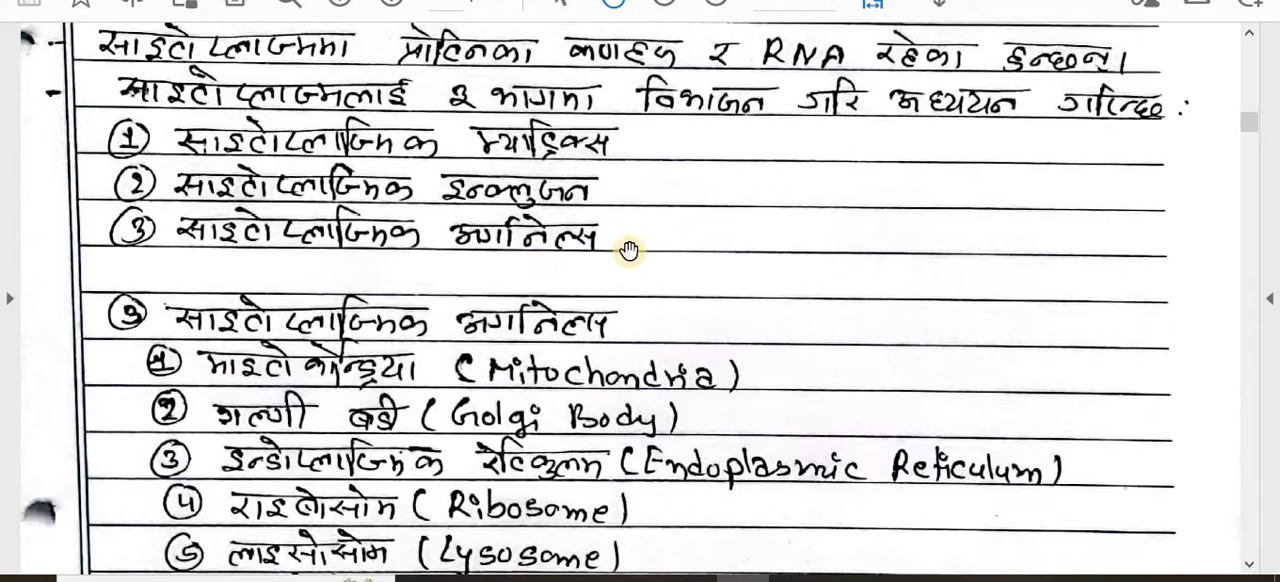 - साइटोप्लाज्ममा प्रोटिनका कणहरु र RNA रहेका हुन्छन्।
- साइटोप्लाज्मलाई ३ भागमा विभाजन गरि अध्ययन गरिन्छ :
① साइटोप्लाज्मिक म्याट्रिक्स
② साइटोप्लाज्मिक इन्क्लुजन
③ साइटोप्लाज्मिक अर्गानेल्स
③ साइटोप्लाज्मिक अर्गानेल्स
① माइटोकोन्ड्रिया (Mitochondria)
② गल्गी बडी (Golgi Body)
③ इन्डोप्लाज्मिक रेटिकुलम (Endoplasmic Reticulum)
④ राइबोसोम (Ribosome)
⑤ लाइसोसोम (Lysosome)